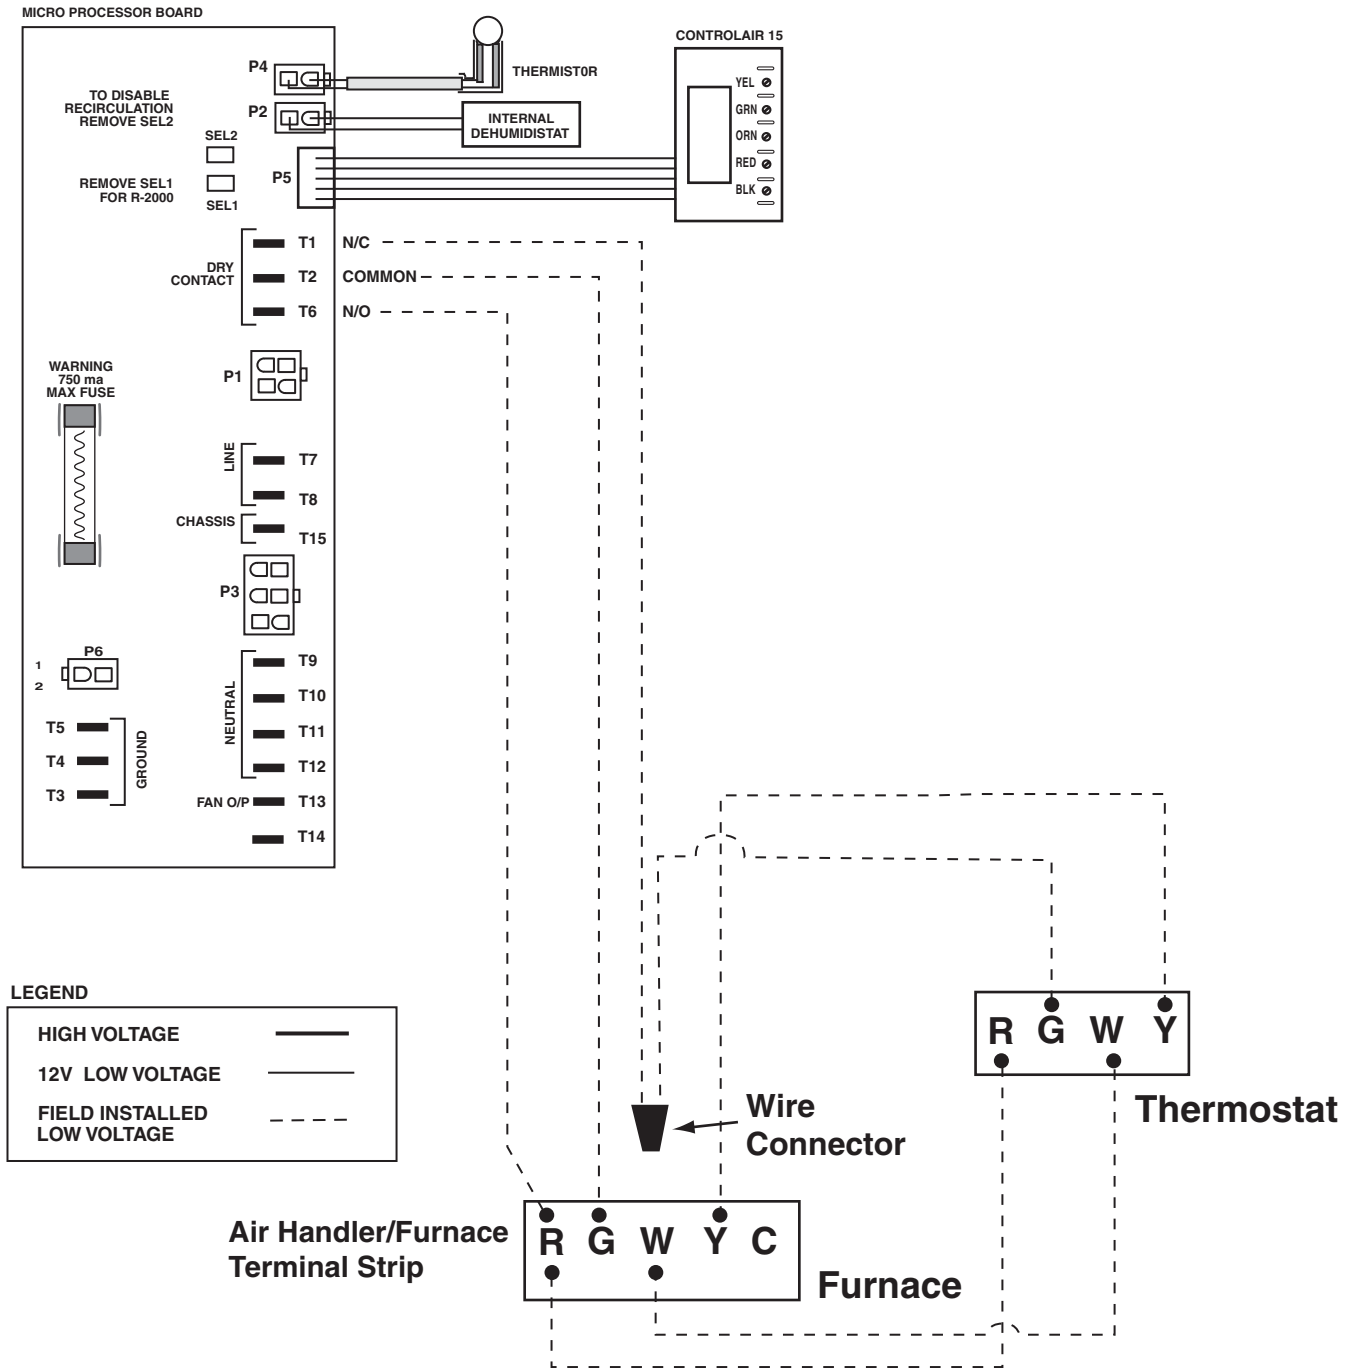 MICRO PROCESSOR BOARD
P4
THERMIST0R
CONTROLAIR 15
TO DISABLE
RECIRCULATION
REMOVE SEL2
P2
INTERNAL
DEHUMIDISTAT
YEL
GRN
ORN
RED
BLK
SEL2
P5
REMOVE SEL1
FOR R-2000
SEL1
DRY
CONTACT
T1 N/C
T2 COMMON
T6 N/O
WARNING
750 ma
MAX FUSE
P1
LINE
T7
T8
CHASSIS
T15
P3
P6
1
2
NEUTRAL
T9
T10
T11
T12
T5
T4
T3
GROUND
FAN O/P T13
T14
LEGEND
HIGH VOLTAGE
12V LOW VOLTAGE
FIELD INSTALLED
LOW VOLTAGE
R G W Y
Thermostat
Wire
Connector
Air Handler/Furnace
Terminal Strip
R G W Y C
Furnace